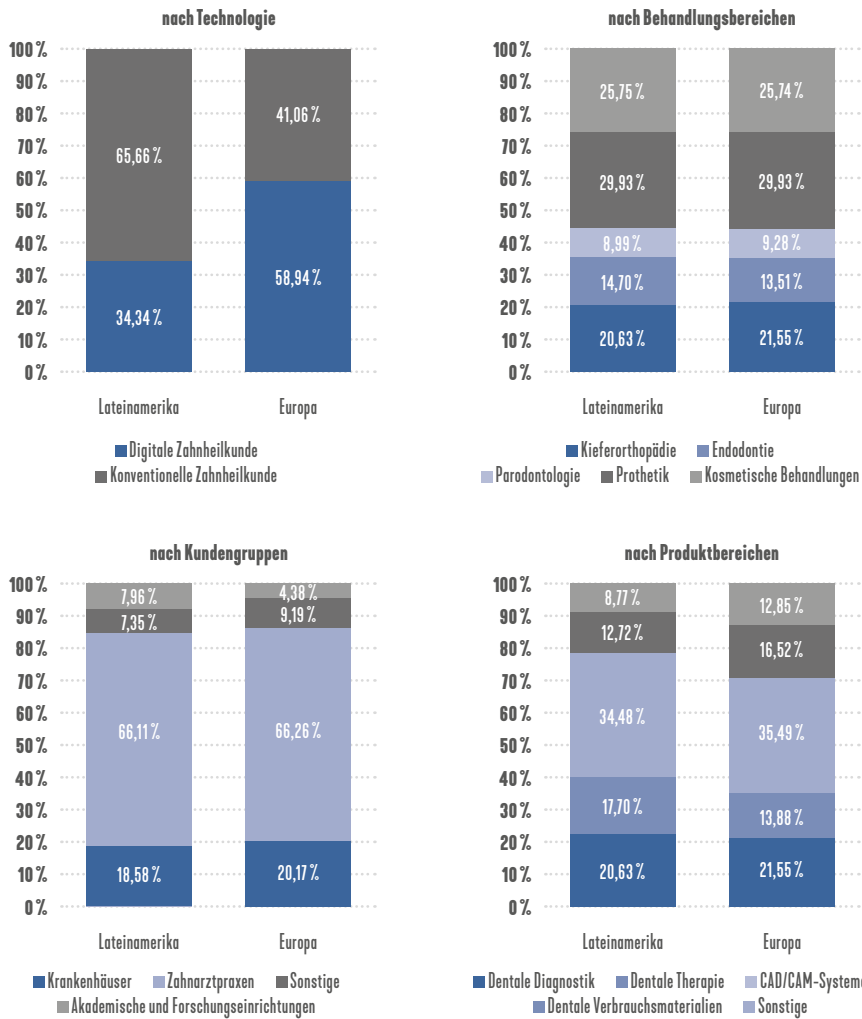 nach Technologie
100 %
90 %
80 %
70 %
60 %
50 %
40 %
30 %
20 %
10 %
0 %
41,06 %
65,66 %
58,94 %
34,34 %
Lateinamerika Europa
Digitale Zahnheilkunde
Konventionelle Zahnheilkunde
nach Behandlungsbereichen
100 %
90 %
80 %
70 %
60 %
50 %
40 %
30 %
20 %
10 %
0 %
25,75 % 25,74 %
29,93 % 29,93 %
8,99 % 9,28 %
14,70 % 13,51 %
20,63 % 21,55 %
Lateinamerika Europa
Kieferorthopädie Endodontie
Parodontologie Prothetik Kosmetische Behandlungen
nach Kundengruppen
100 %
90 %
80 %
70 %
60 %
50 %
40 %
30 %
20 %
10 %
0 %
7,96 % 4,38 %
7,35 % 9,19 %
66,11 % 66,26 %
18,58 % 20,17 %
Lateinamerika Europa
Krankenhäuser Zahnarztpraxen Sonstige
Akademische und Forschungseinrichtungen
nach Produktbereichen
100 %
90 %
80 %
70 %
60 %
50 %
40 %
30 %
20 %
10 %
0 %
8,77 % 12,85 %
12,72 % 16,52 %
34,48 % 35,49 %
17,70 % 13,88 %
20,63 % 21,55 %
Lateinamerika Europa
Dentale Diagnostik Dentale Therapie CAD/CAM-Systeme
Dentale Verbrauchsmaterialien Sonstige